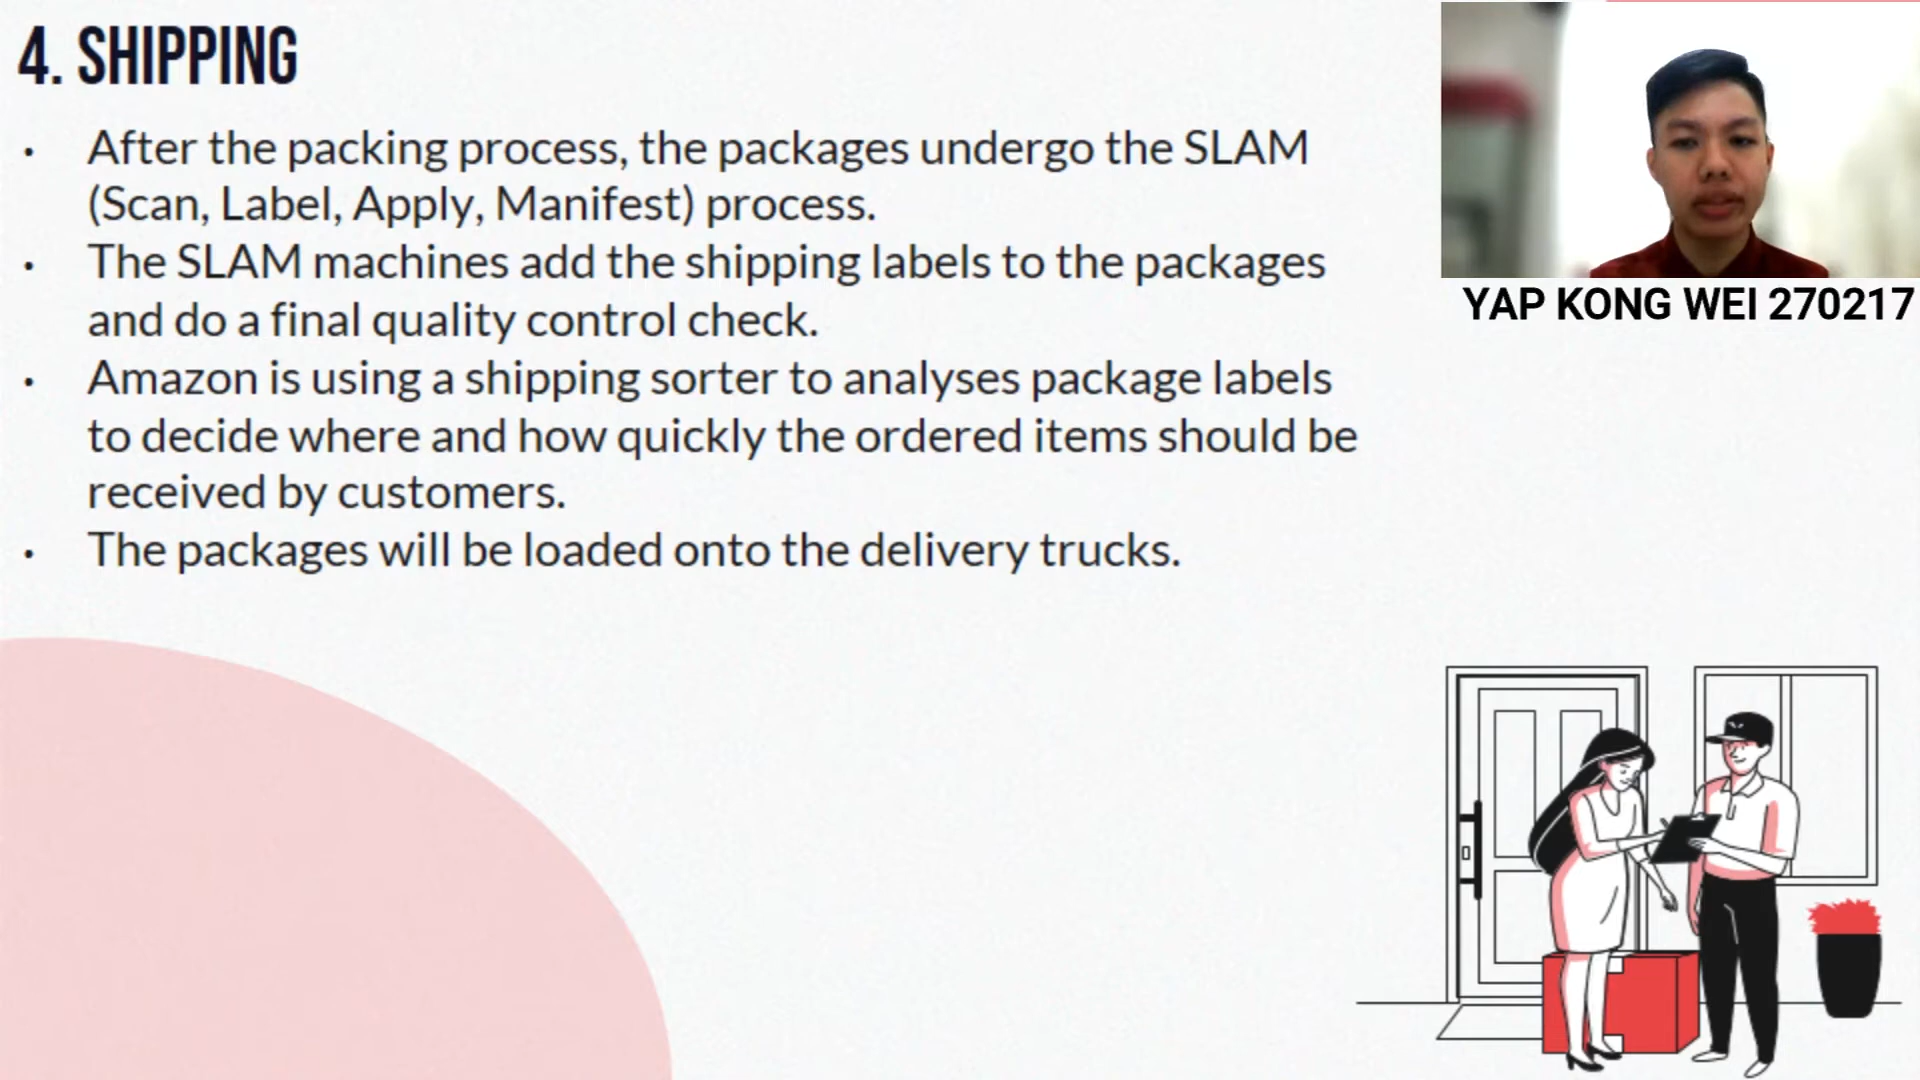 4. SHIPPING
· After the packing process, the packages undergo the SLAM
(Scan, Label, Apply, Manifest) process.
· The SLAM machines add the shipping labels to the packages
and do a final quality control check.
· Amazon is using a shipping sorter to analyses package labels
to decide where and how quickly the ordered items should be
received by customers.
· The packages will be loaded onto the delivery trucks.
YAP KONG WEI 270217